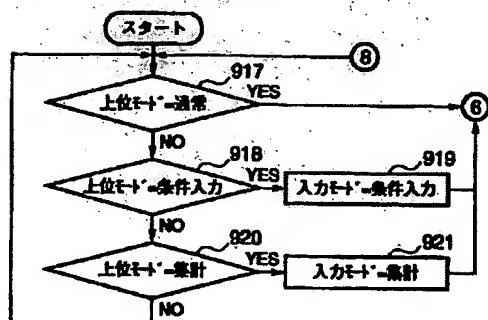 スタート
8
917
上位モード=通常
YES
6
NO
918
919
上位モード=条件入力
YES
入力モード=条件入力
NO
920
921
上位モード=集計
YES
入力モード=集計
NO